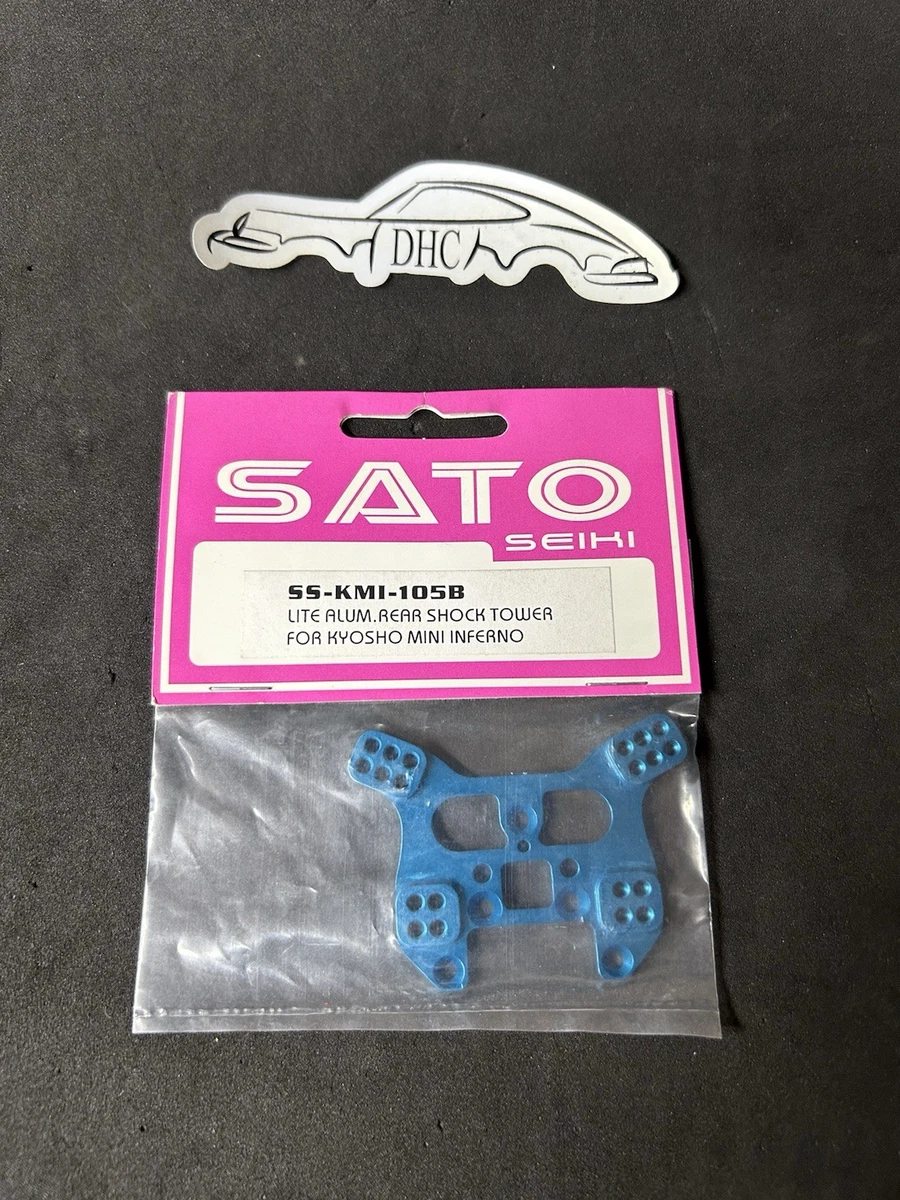 DHC
SATO
SEIKI
SS-KMI-105B
LITE ALUM.REAR SHOCK TOWER
FOR KYOSHO MINI INFERNO